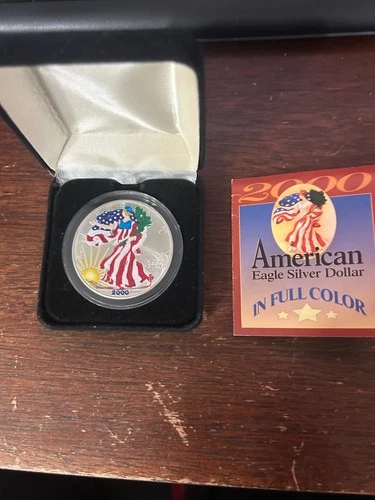 2000
2000
American
Eagle Silver Dollar
IN FULL COLOR